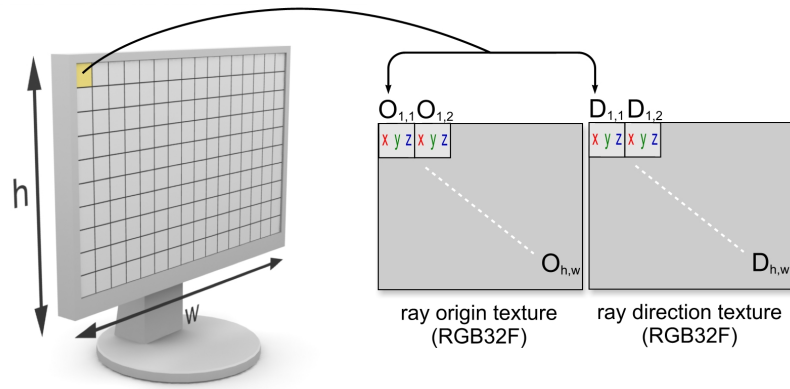 h
w
O1,1 O1,2
x y z x y z
Oh,w
ray origin texture
(RGB32F)
D1,1 D1,2
x y z x y z
Dh,w
ray direction texture
(RGB32F)